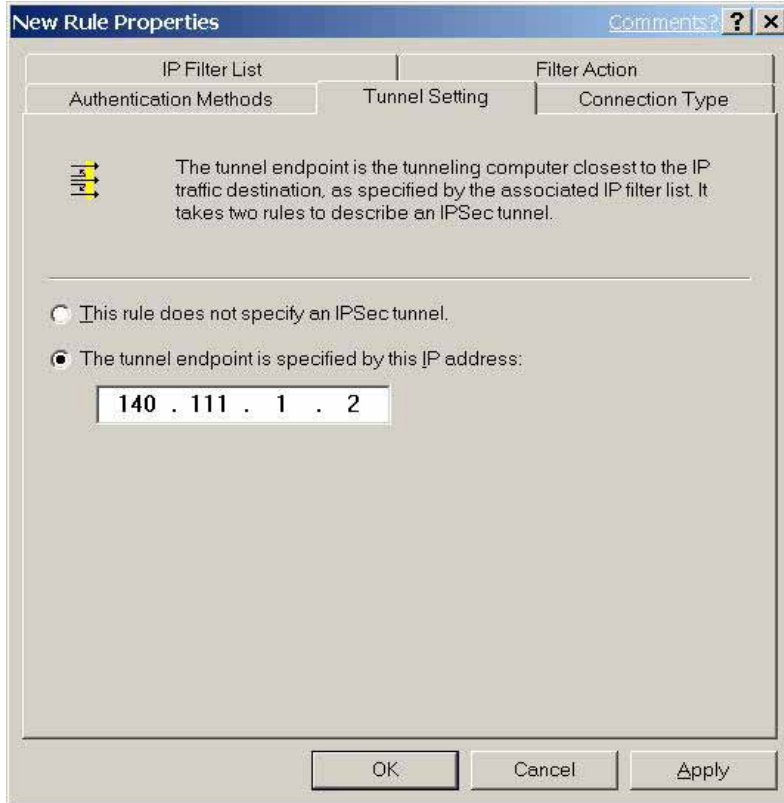 New Rule Properties Comments? ? ×
IP Filter List Filter Action
Authentication Methods Tunnel Setting Connection Type
The tunnel endpoint is the tunneling computer closest to the IP
traffic destination, as specified by the associated IP filter list. It
takes two rules to describe an IPSec tunnel.
This rule does not specify an IPSec tunnel.
The tunnel endpoint is specified by this IP address:
140 . 111 . 1 . 2
OK Cancel Apply